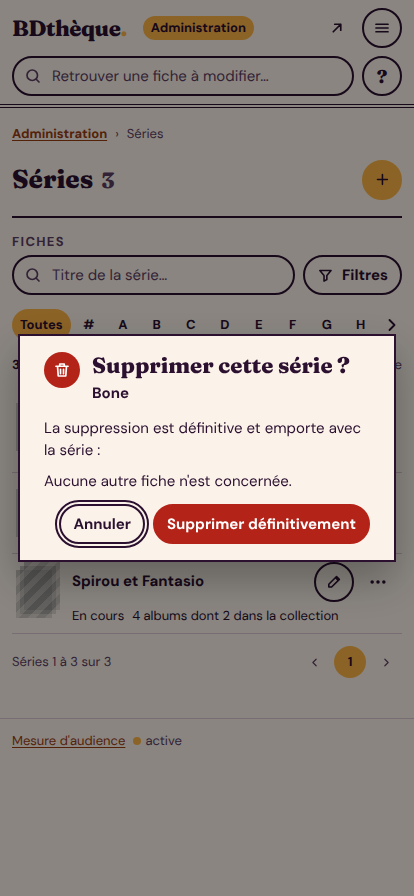 BDthèque.
Administration
Retrouver une fiche à modifier…
?
Administration › Séries
Séries 3
+
FICHES
Titre de la série…
Filtres
Toutes # A B C D E F G H
3
e
Supprimer cette série ?
Bone
La suppression est définitive et emporte avec
la série :
Aucune autre fiche n'est concernée.
Annuler
Supprimer définitivement
Spirou et Fantasio
En cours 4 albums dont 2 dans la collection
Séries 1 à 3 sur 3
‹ 1 ›
Mesure d'audience active